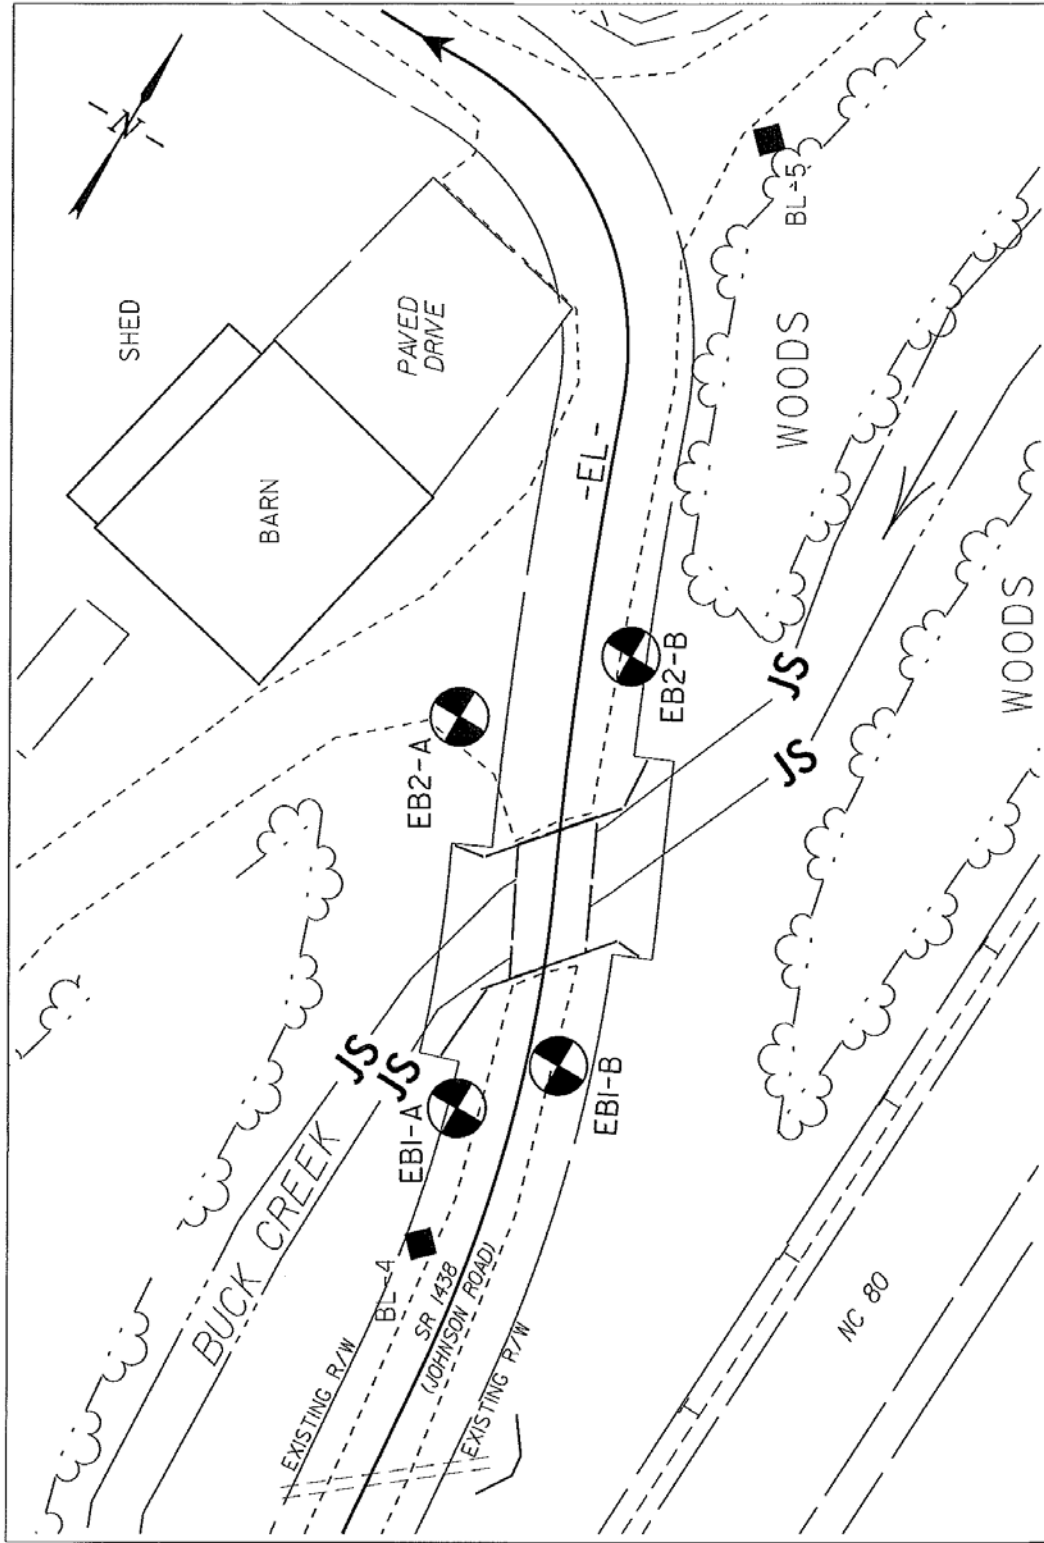 N
SHED
BARN
PAVED
DRIVE
BL-5
-EL-
WOODS
WOODS
EB2-A
EB2-B
JS
JS
JS
JS
EB1-A
EB1-B
BUCK CREEK
BL-4
SR 1438
(JOHNSON ROAD)
EXISTING R/W
EXISTING R/W
NC 80